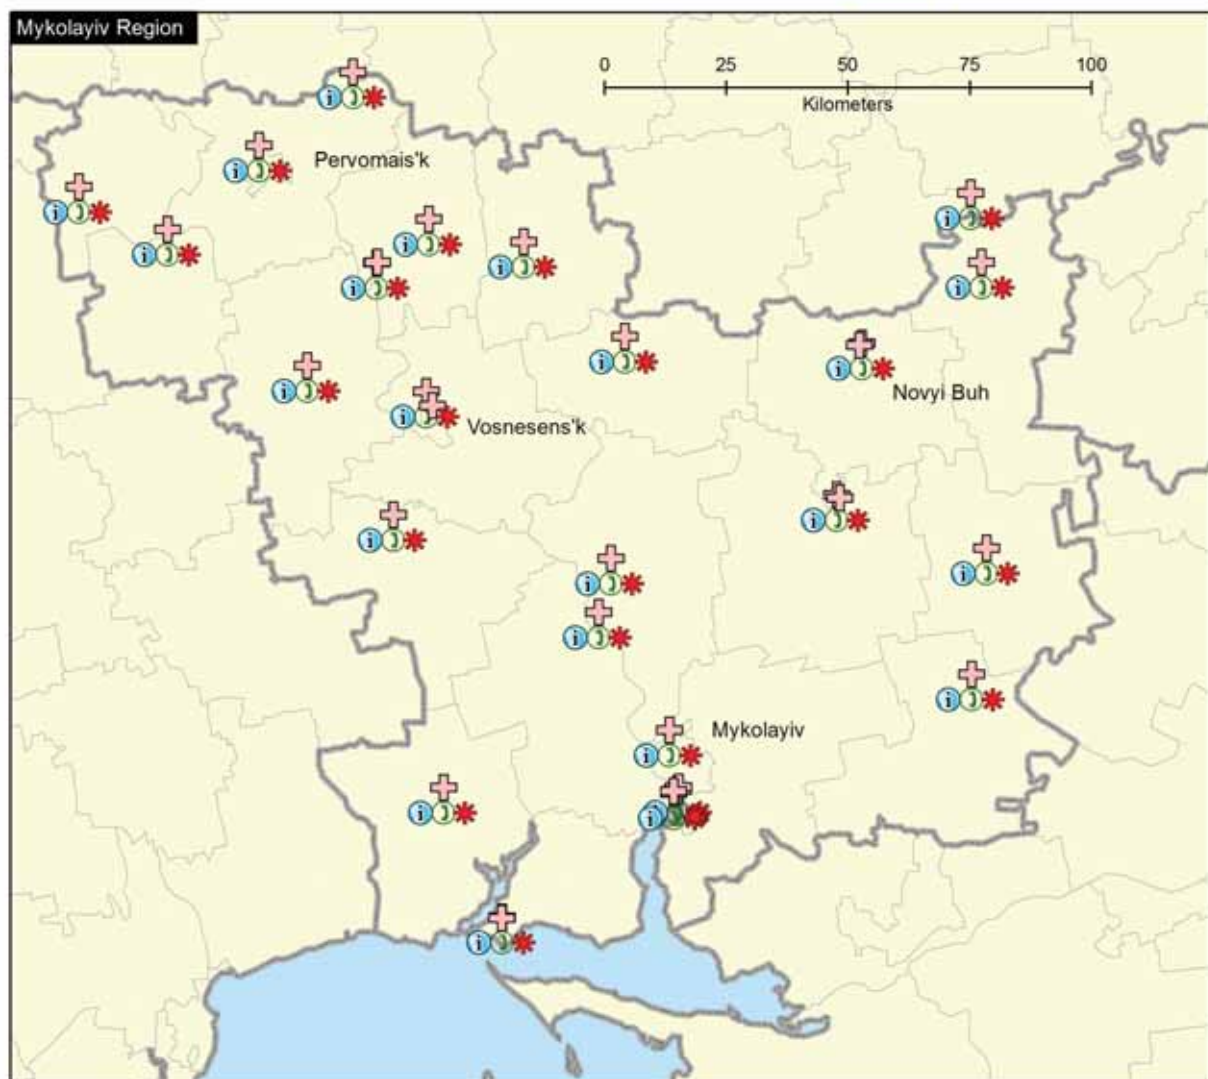 Mykolayiv Region
0 25 50 75 100
Kilometers
Pervomais'k
Novyi Buh
Vosnesens'k
Mykolayiv